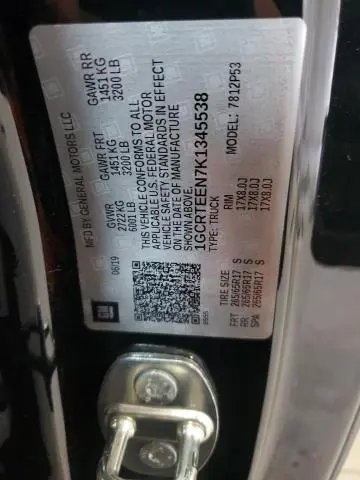 MFD BY GENERAL MOTORS LLC
06/19
GVWR
2722KG
6001 LB
GAWR FRT
1451 KG
3200 LB
GAWR RR
1451 KG
3200 LB
THIS VEHICLE CONFORMS TO ALL
APPLICABLE U.S. FEDERAL MOTOR
VEHICLE SAFETY STANDARDS IN EFFECT
ON THE DATE OF MANUFACTURE
SHOWN ABOVE.
1GCRTEEN7K1345538
TYPE: TRUCK
MODEL: 7812P53
TIRE SIZE RIM
FRT 265/65R17 S 17X8.0J
RR 265/65R17 S 17X8.0J
SPA 265/65R17 S 17X8.0J
GM